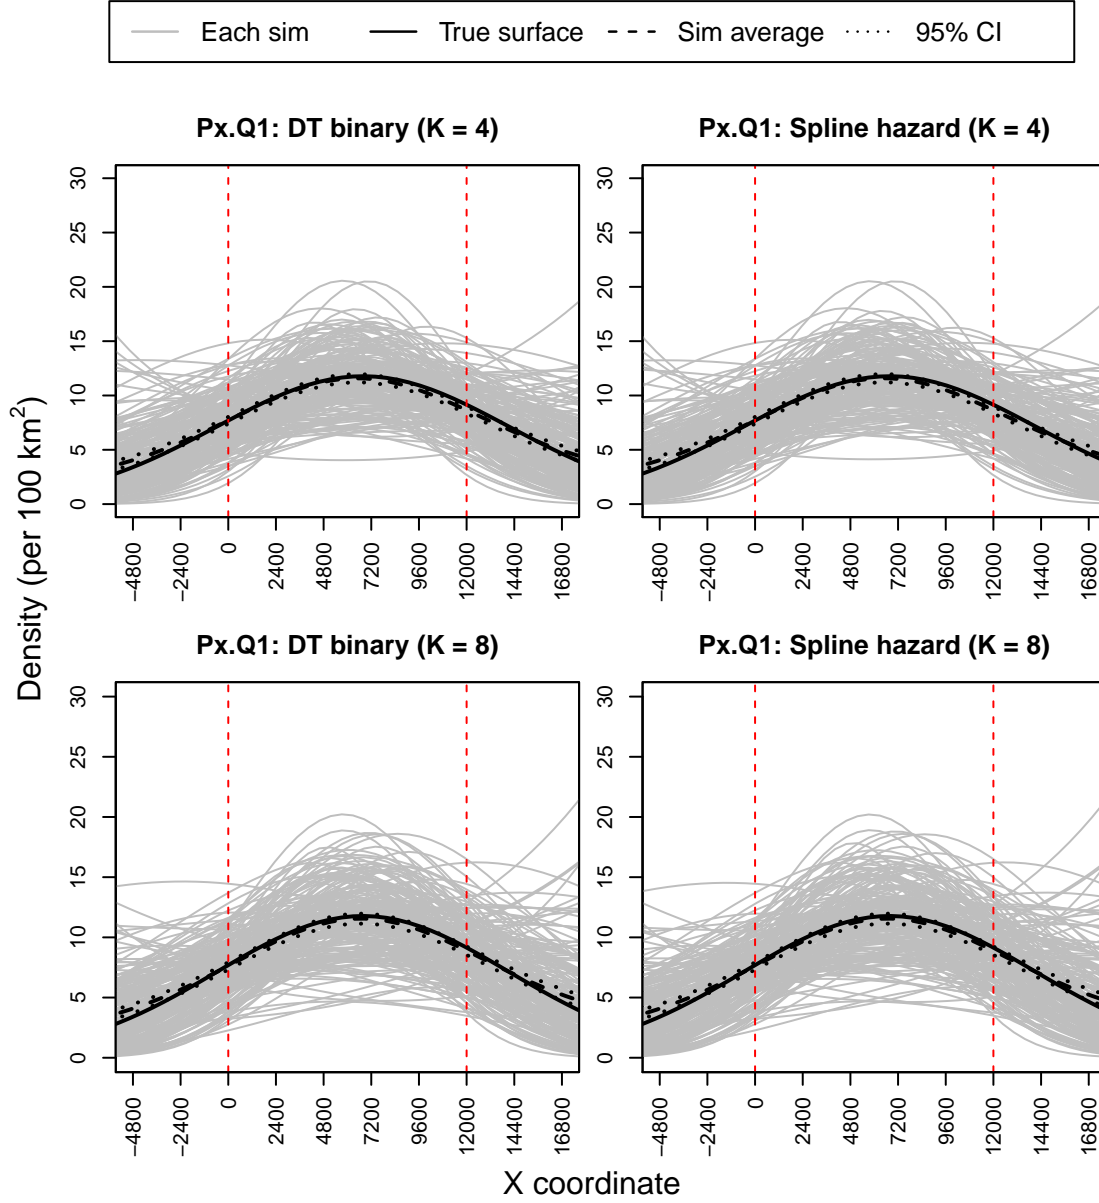 Each sim True surface Sim average 95% CI
Px.Q1: DT binary (K = 4)
Px.Q1: Spline hazard (K = 4)
30
25
20
15
10
5
0
−4800 −2400 0 2400 4800 7200 9600 12000 14400 16800
30
25
20
15
10
5
0
−4800 −2400 0 2400 4800 7200 9600 12000 14400 16800
Density (per 100 km²)
Px.Q1: DT binary (K = 8)
Px.Q1: Spline hazard (K = 8)
30
25
20
15
10
5
0
−4800 −2400 0 2400 4800 7200 9600 12000 14400 16800
30
25
20
15
10
5
0
−4800 −2400 0 2400 4800 7200 9600 12000 14400 16800
X coordinate